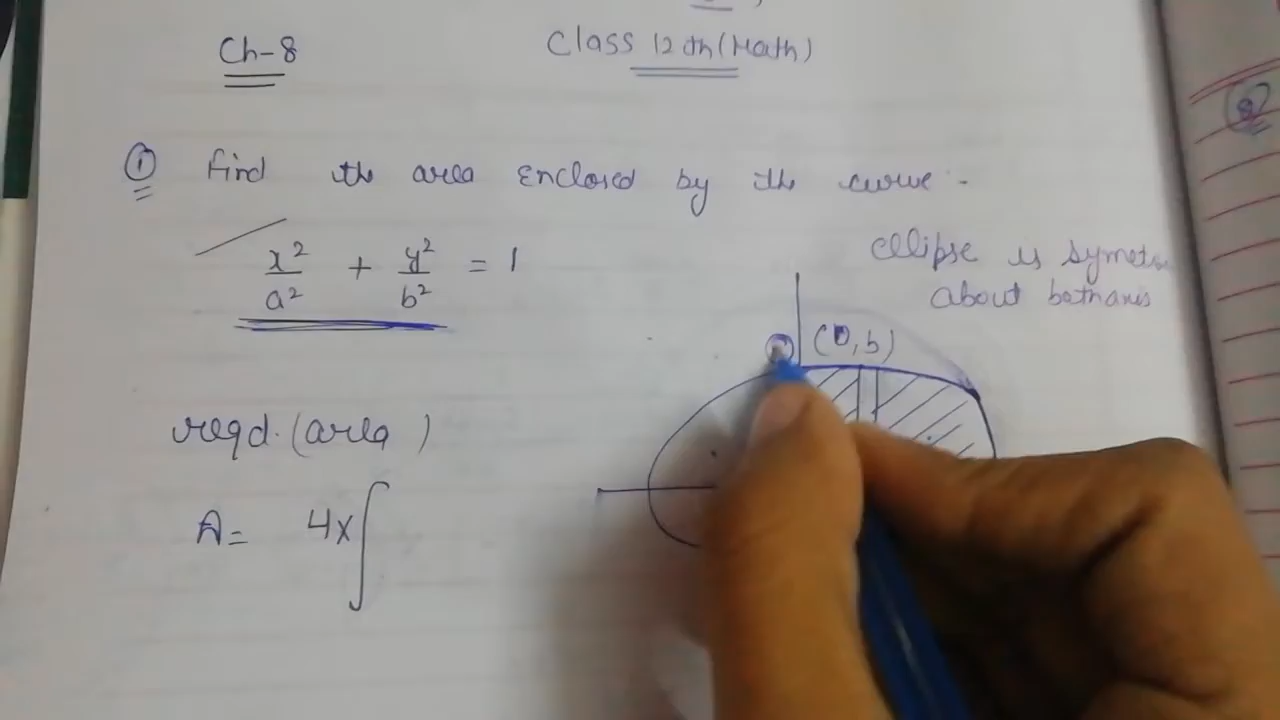 Ch-8
Class 12th (Math)
① find the area enclosed by the curve -
x²/a² + y²/b² = 1
ellipse is symet
about both axis
(0,b)
reqd. (area)
A = 4x∫